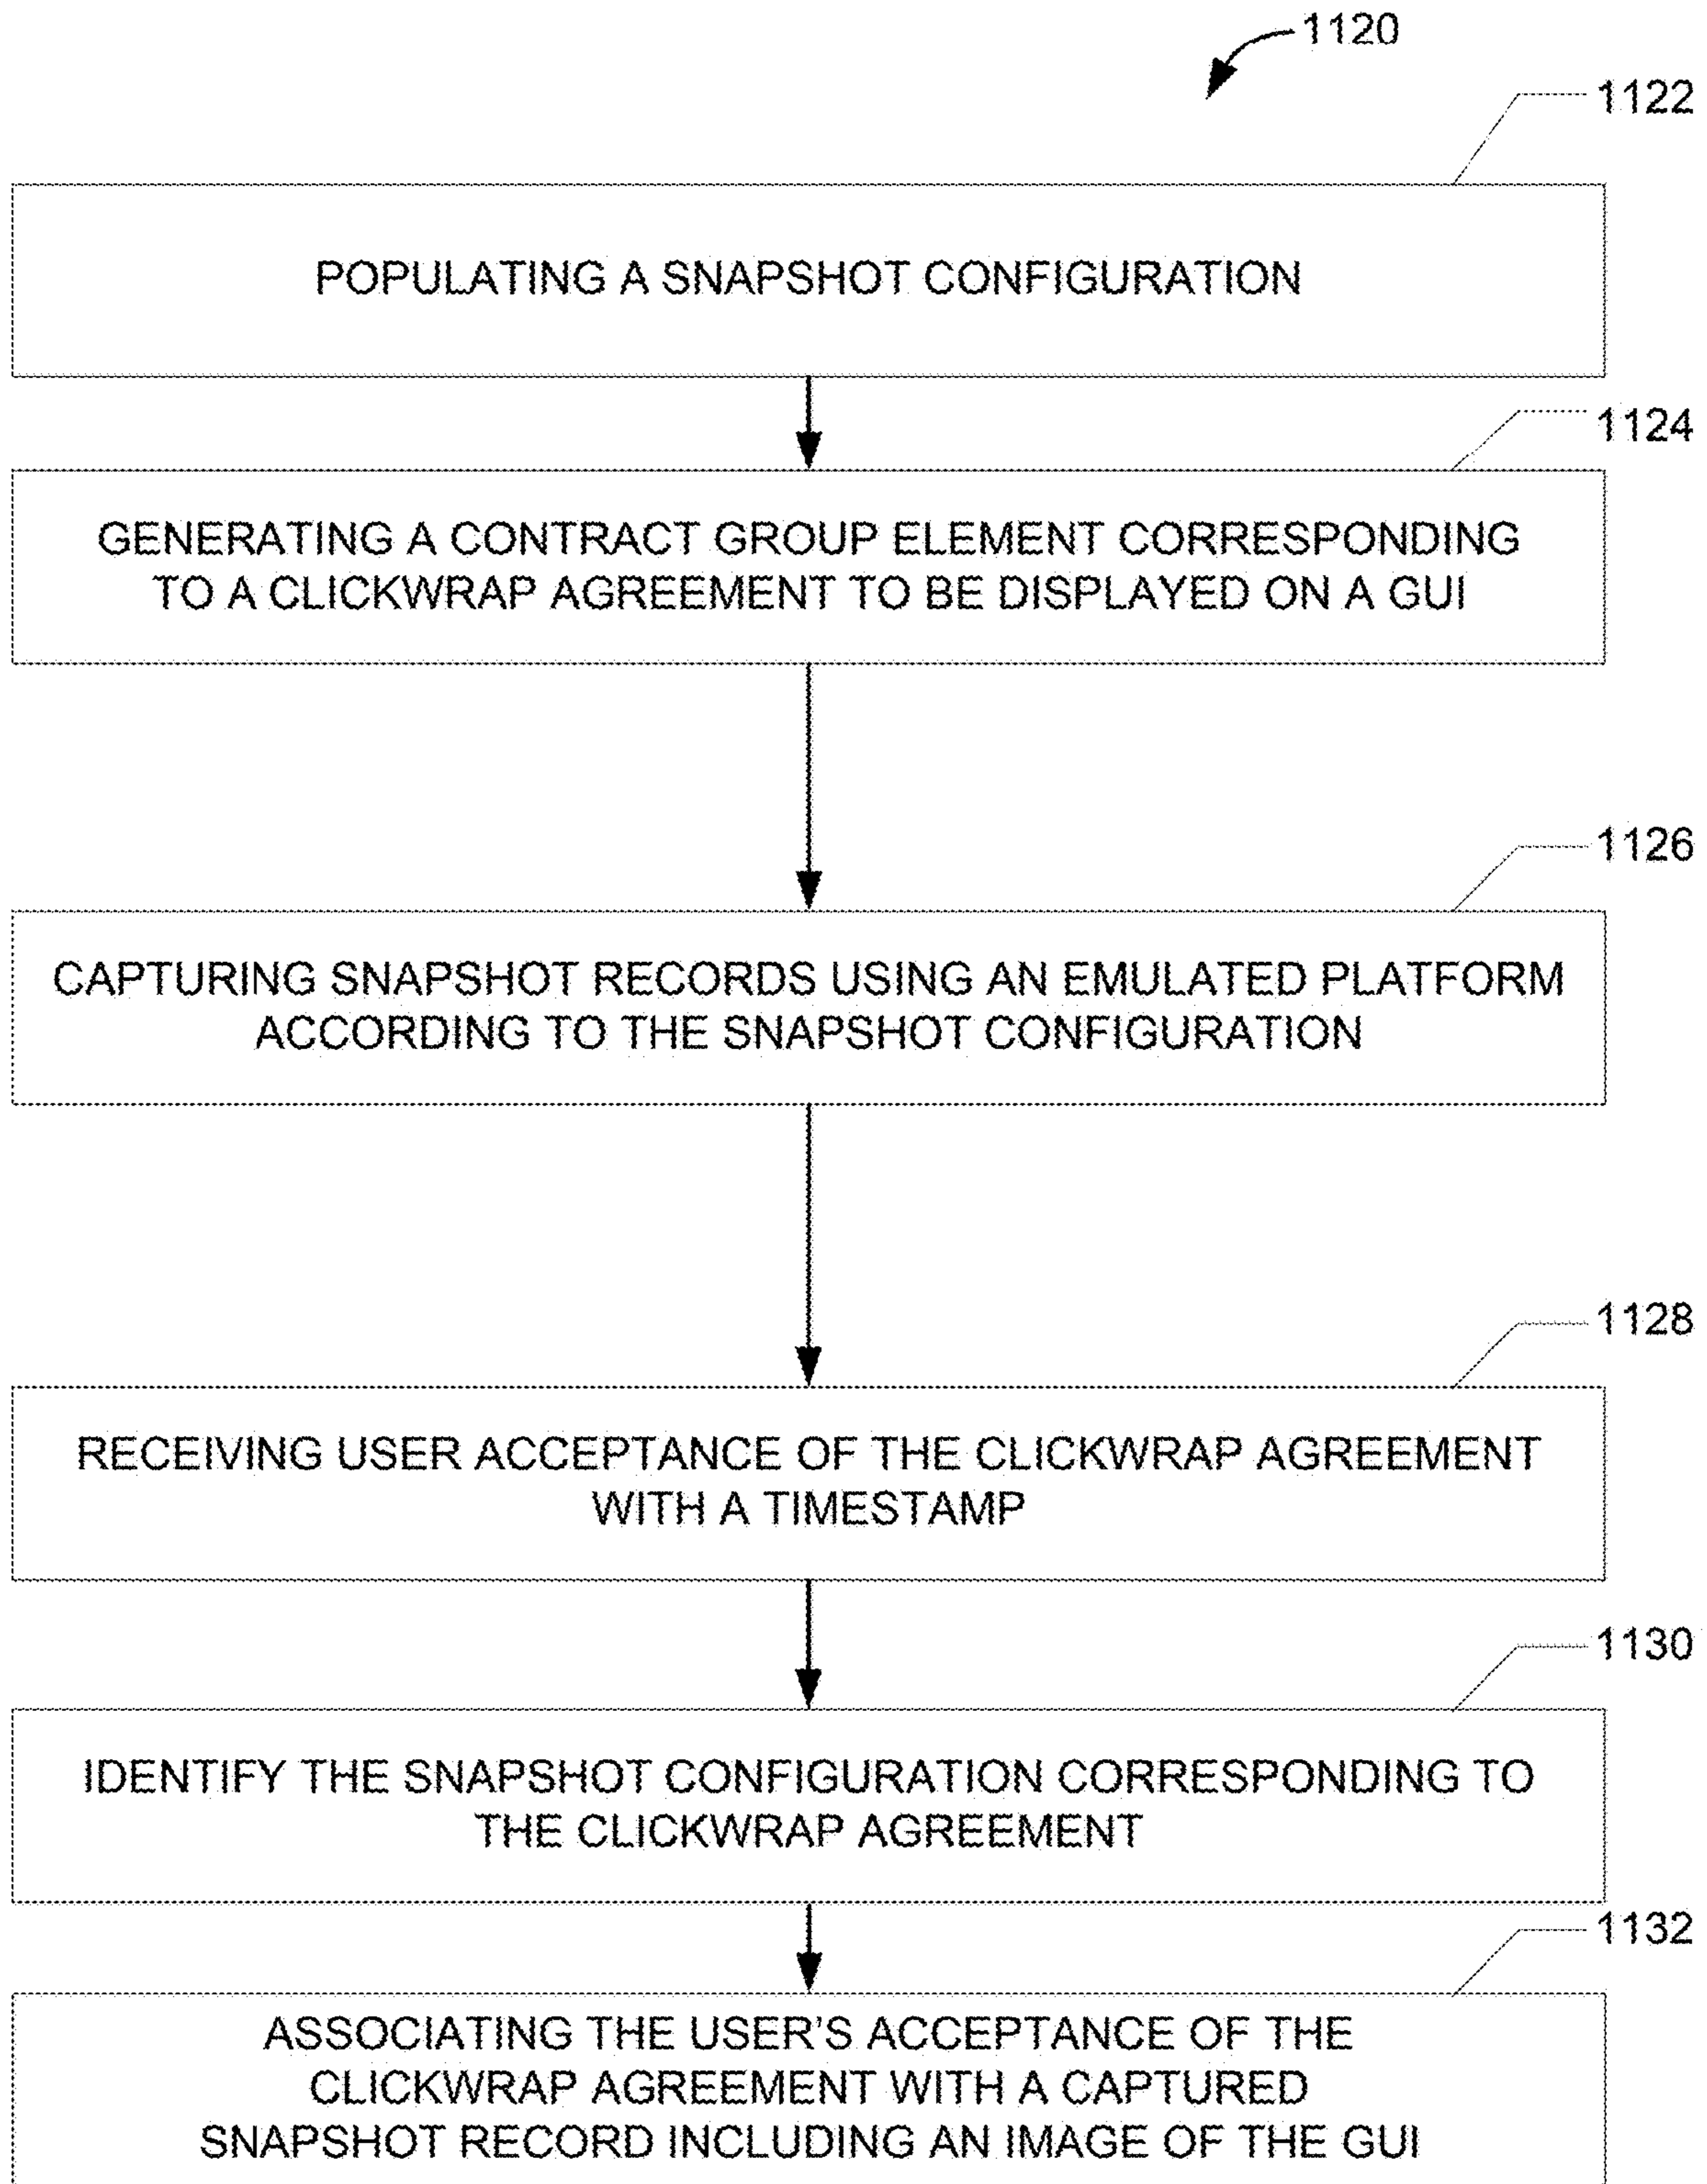 1120
1122
POPULATING A SNAPSHOT CONFIGURATION
1124
GENERATING A CONTRACT GROUP ELEMENT CORRESPONDING
TO A CLICKWRAP AGREEMENT TO BE DISPLAYED ON A GUI
1126
CAPTURING SNAPSHOT RECORDS USING AN EMULATED PLATFORM
ACCORDING TO THE SNAPSHOT CONFIGURATION
1128
RECEIVING USER ACCEPTANCE OF THE CLICKWRAP AGREEMENT
WITH A TIMESTAMP
1130
IDENTIFY THE SNAPSHOT CONFIGURATION CORRESPONDING TO
THE CLICKWRAP AGREEMENT
1132
ASSOCIATING THE USER'S ACCEPTANCE OF THE
CLICKWRAP AGREEMENT WITH A CAPTURED
SNAPSHOT RECORD INCLUDING AN IMAGE OF THE GUI